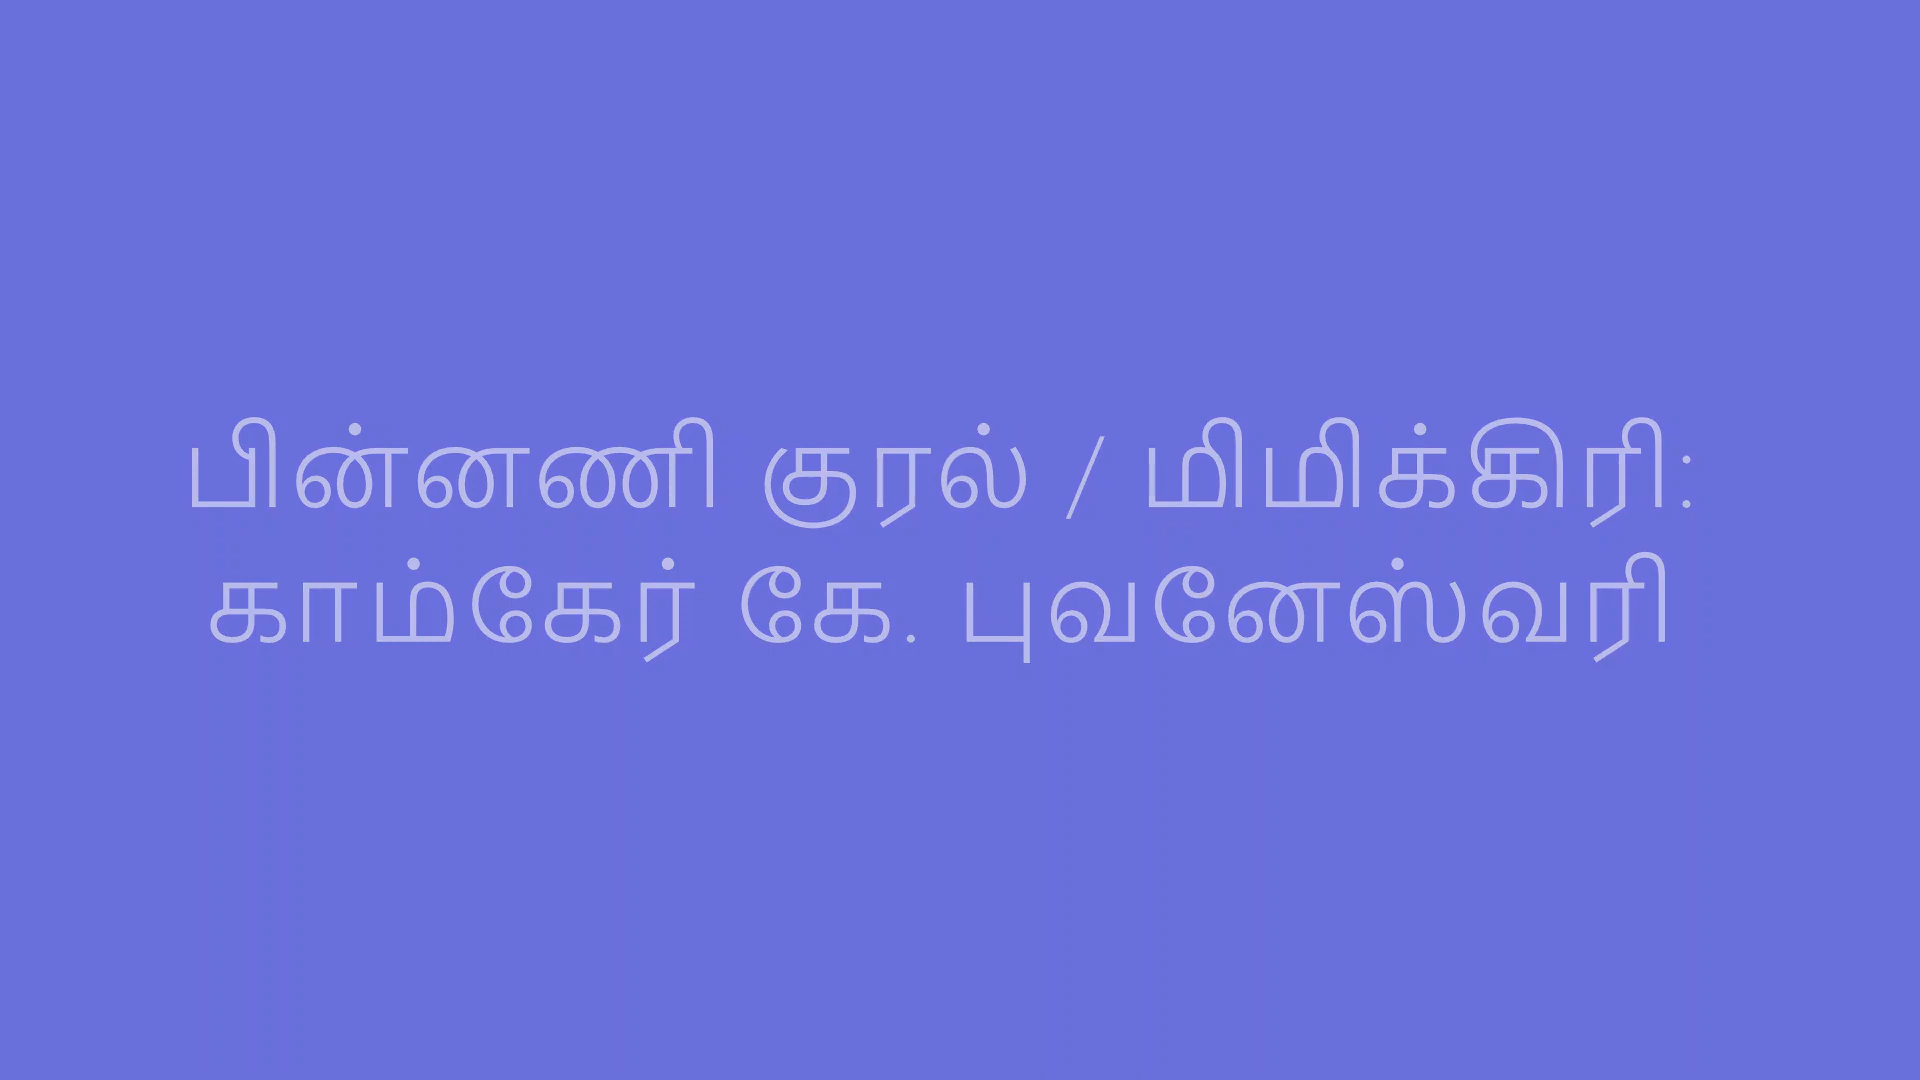 பின்னணி குரல் / மிமிக்கிரி:
காம்கேர் கே. புவனேஸ்வரி